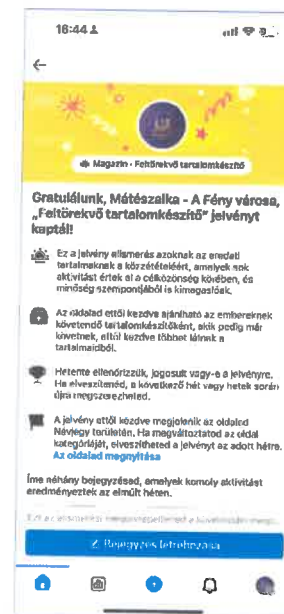 16:44
Magazin · Feltörekvő tartalomkészítő
Gratulálunk, Mátészalka - A Fény városa,
„Feltörekvő tartalomkészítő" jelvényt
kaptál!
Ez a jelvény elismerés azoknak az eredeti
tartalmaknak a közzétételéért, amelyek sok
aktivitást értek el a célközönség körében, és
minőség szempontjából is kimagaslóak.
Az oldalad ettől kezdve ajánlható az embereknek
követendő tartalomkészítőként, akik pedig már
követnek, ettől kezdve többet látnak a
tartalmaidból.
Hetente ellenőrizzük, jogosult vagy-e a jelvényre.
Ha elveszítenéd, a következő hét vagy hetek során
újra megszerezheted.
A jelvény ettől kezdve megjelenik az oldalad
Névjegy területén. Ha megváltoztatod az oldal
kategóriáját, elveszítheted a jelvényt az adott hétre.
Az oldalad megnyitása
Íme néhány bejegyzésed, amelyek komoly aktivitást
eredményeztek az elmúlt héten.
Bejegyzés létrehozása